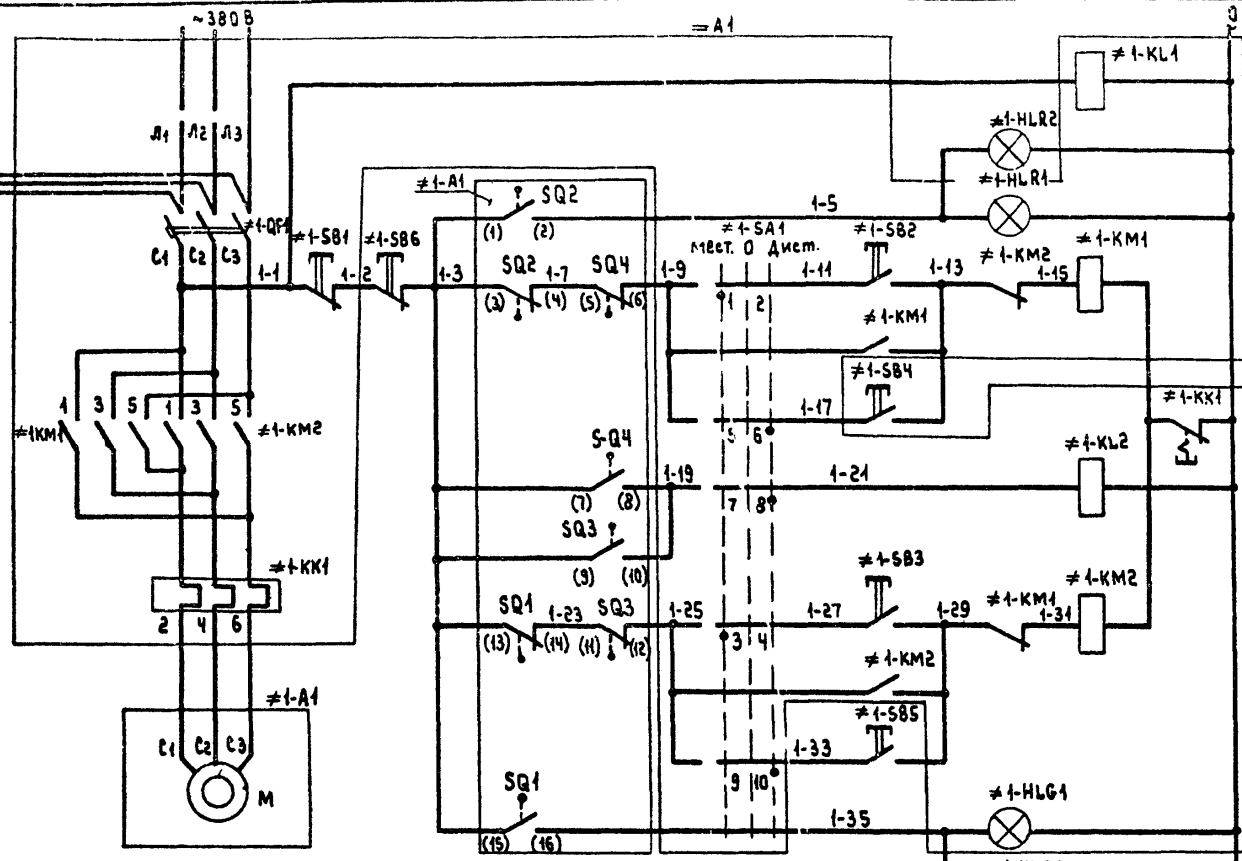 ~380 В
=А1
0
≠1-KL1
Л1 Л2 Л3
≠1-HLR2
≠1-А1
SQ2
≠1-HLR1
1-5
≠1-QF1
≠1-SB1
≠1-SB6
(1) (2)
≠1-SA1
≠1-SB2
Мест. 0 Дист.
≠1-KM2
≠1-KM1
С1 С2 С3
1-1
1-2
1-3
SQ2
1-7
SQ4
1-9
1-11
1-13
1-15
(3) (4) (5) (6)
1 2
≠1-KM1
≠1-SB4
≠1-KK1
1 3 5 1 3 5
≠1KM1
≠1-KM2
1-17
5 6
≠1-KL2
S-Q4
1-19
1-21
(7) (8)
7 8
SQ3
≠1-KK1
(9) (10)
≠1-SB3
≠1-KM2
2 4 6
SQ1
1-23
SQ3
1-25
1-27
1-29
≠1-KM1
1-31
(13) (14) (11) (12)
3 4
≠1-KM2
≠1-А1
≠1-SB5
С1 С2 С3
1-33
М
9 10
SQ1
≠1-HLG1
1-35
(15) (16)